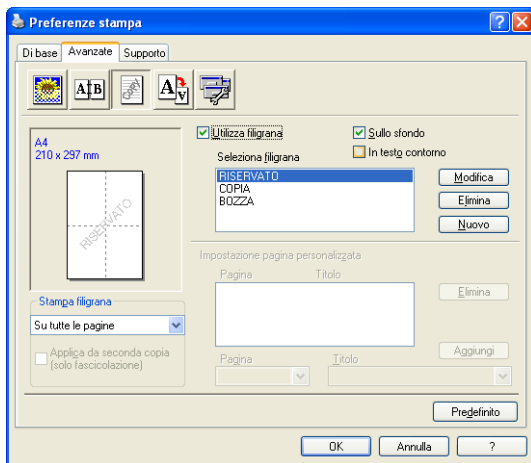 Preferenze stampa
Di base Avanzate Supporto
A B
COPY
A A
A4
210 x 297 mm
RISERVATO
Stampa filigrana
Su tutte le pagine
Applica da seconda copia
(solo fascicolazione)
Utilizza filigrana
Sullo sfondo
In testo contorno
Seleziona filigrana
RISERVATO
COPIA
BOZZA
Modifica
Elimina
Nuovo
Impostazione pagina personalizzata
Pagina Titolo
Elimina
Aggiungi
Pagina Titolo
Predefinito
OK Annulla ?